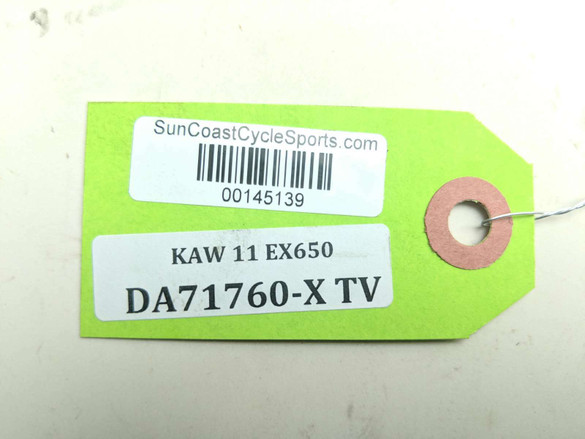 SunCoastCycleSports.com
00145139
KAW 11 EX650
DA71760-X TV